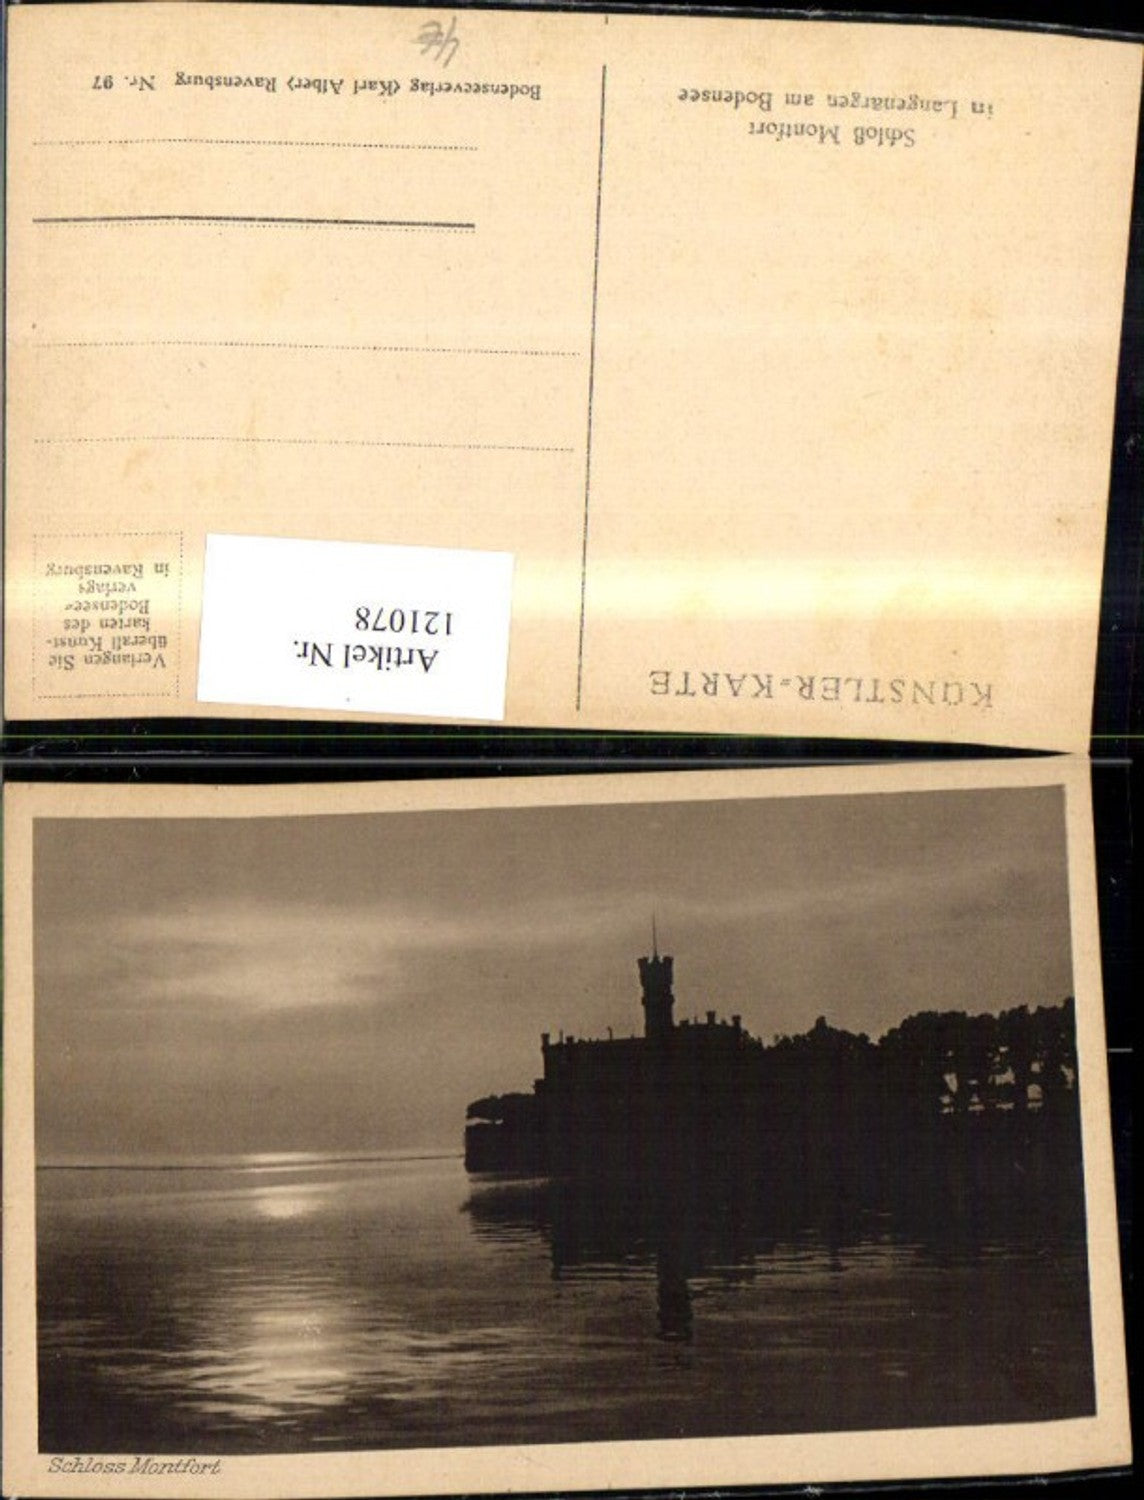 KÜNSTLER=KARTE
Schloß Montfort
in Langenargen am Bodensee
Artikel Nr.
121078
Verlangen Sie
überall Kunst-
karten des
Bodensee=
verlags
in Ravensburg
Bodenseeverlag (Karl Alber) Ravensburg Nr. 97
Schloss Montfort